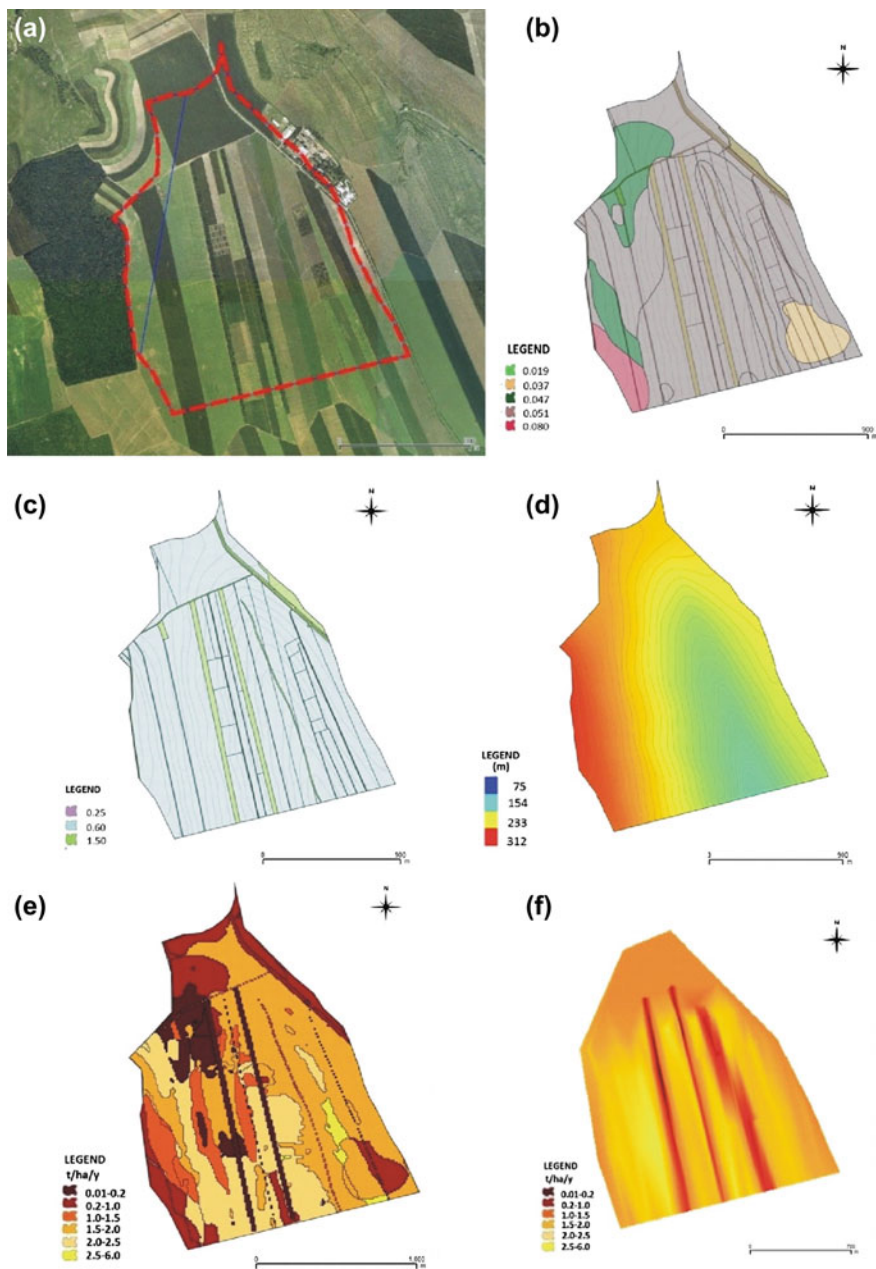 (a)
(b)
N
LEGEND
0.019
0.037
0.047
0.051
0.080
0
900
m
(c)
N
LEGEND
0.25
0.60
1.50
0
m
(d)
N
LEGEND
(m)
75
154
233
312
0
m
(e)
N
LEGEND
t/ha/y
0.01-0.2
0.2-1.0
1.0-1.5
1.5-2.0
2.0-2.5
2.5-6.0
0
m
(f)
N
LEGEND
t/ha/y
0.01-0.2
0.2-1.0
1.0-1.5
1.5-2.0
2.0-2.5
2.5-6.0
0
m